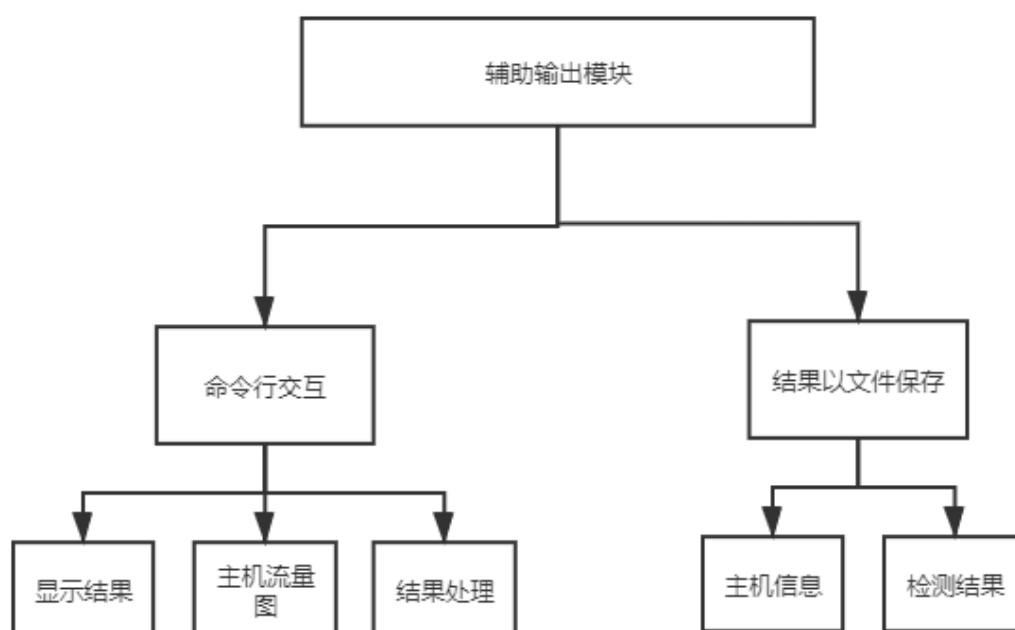 辅助输出模块
命令行交互
结果以文件保存
显示结果
主机流量
图
结果处理
主机信息
检测结果